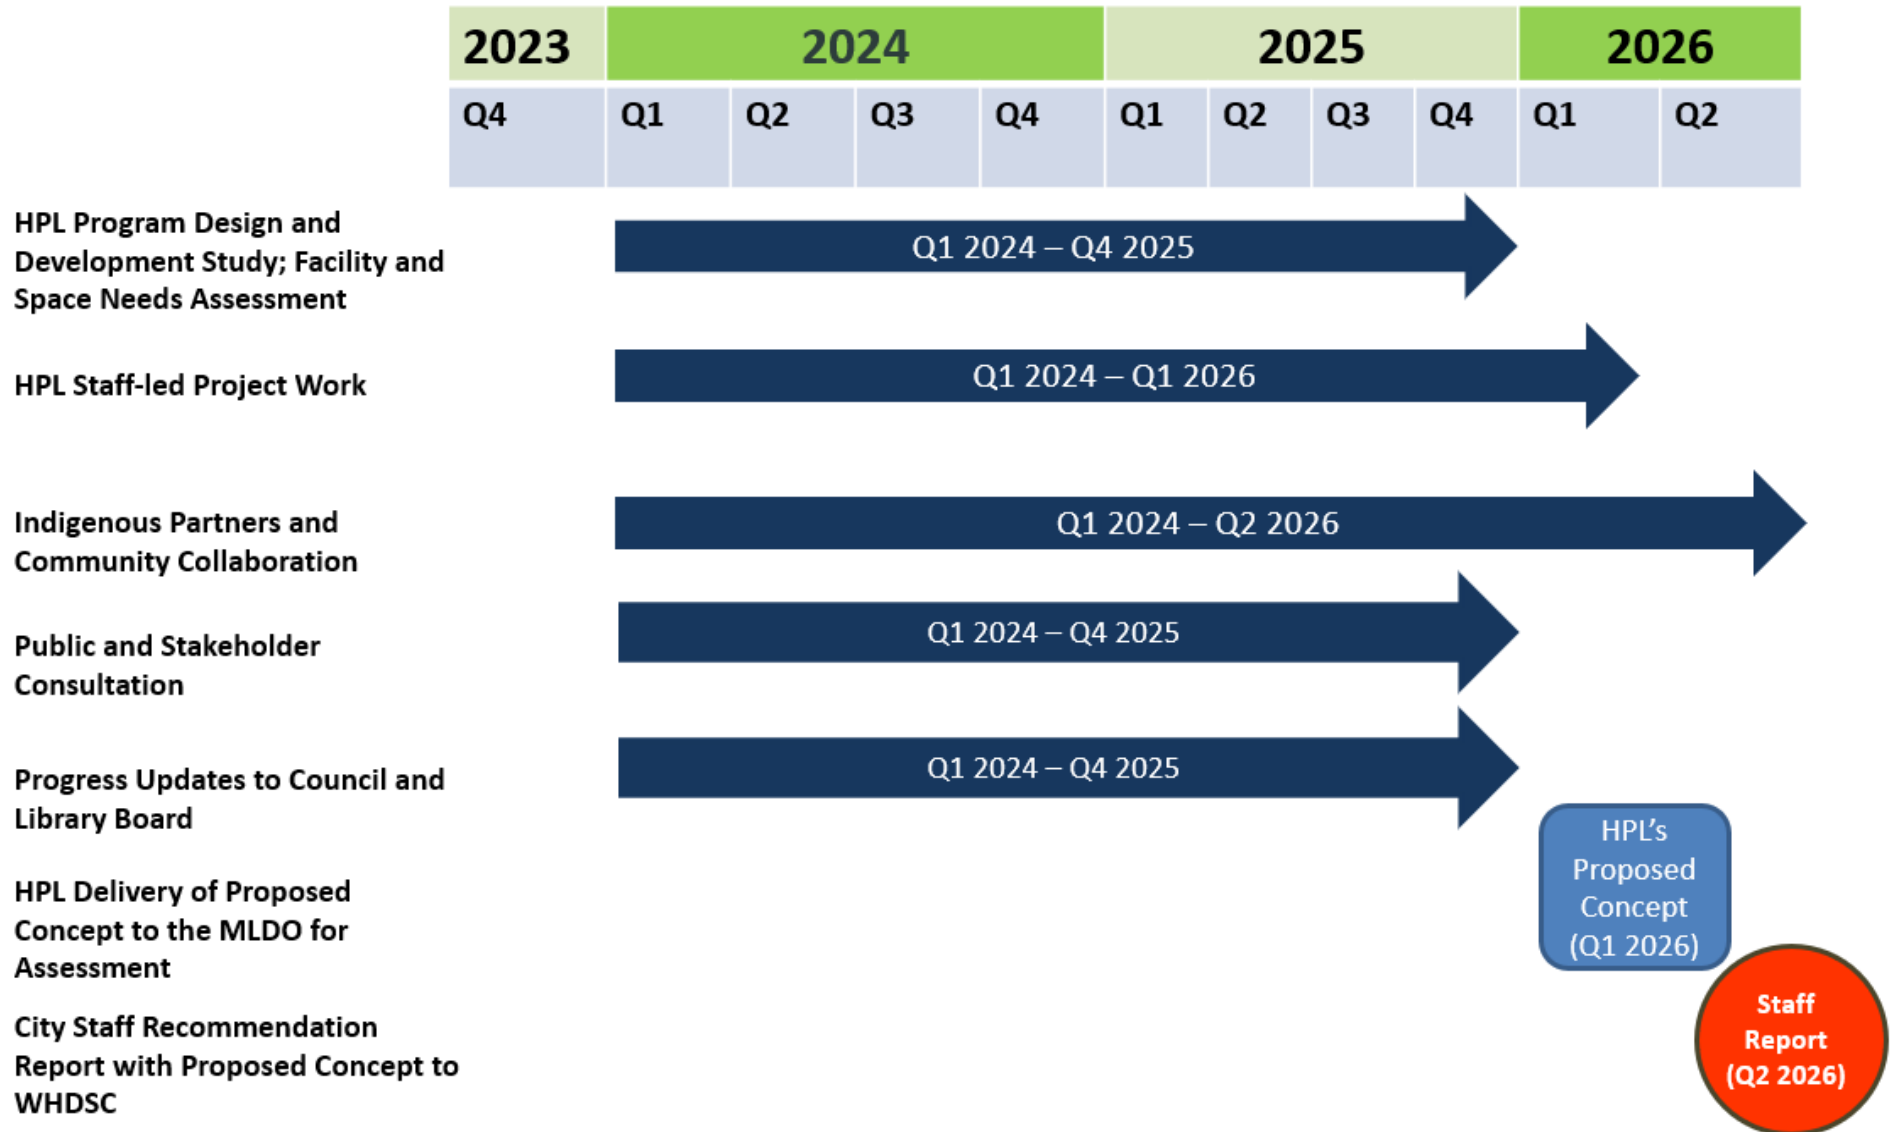 2023 2024 2025 2026
Q4 Q1 Q2 Q3 Q4 Q1 Q2 Q3 Q4 Q1 Q2
HPL Program Design and
Development Study; Facility and
Space Needs Assessment
Q1 2024 – Q4 2025
HPL Staff-led Project Work
Q1 2024 – Q1 2026
Indigenous Partners and
Community Collaboration
Q1 2024 – Q2 2026
Public and Stakeholder
Consultation
Q1 2024 – Q4 2025
Progress Updates to Council and
Library Board
Q1 2024 – Q4 2025
HPL Delivery of Proposed
Concept to the MLDO for
Assessment
HPL’s
Proposed
Concept
(Q1 2026)
City Staff Recommendation
Report with Proposed Concept to
WHDSC
Staff
Report
(Q2 2026)